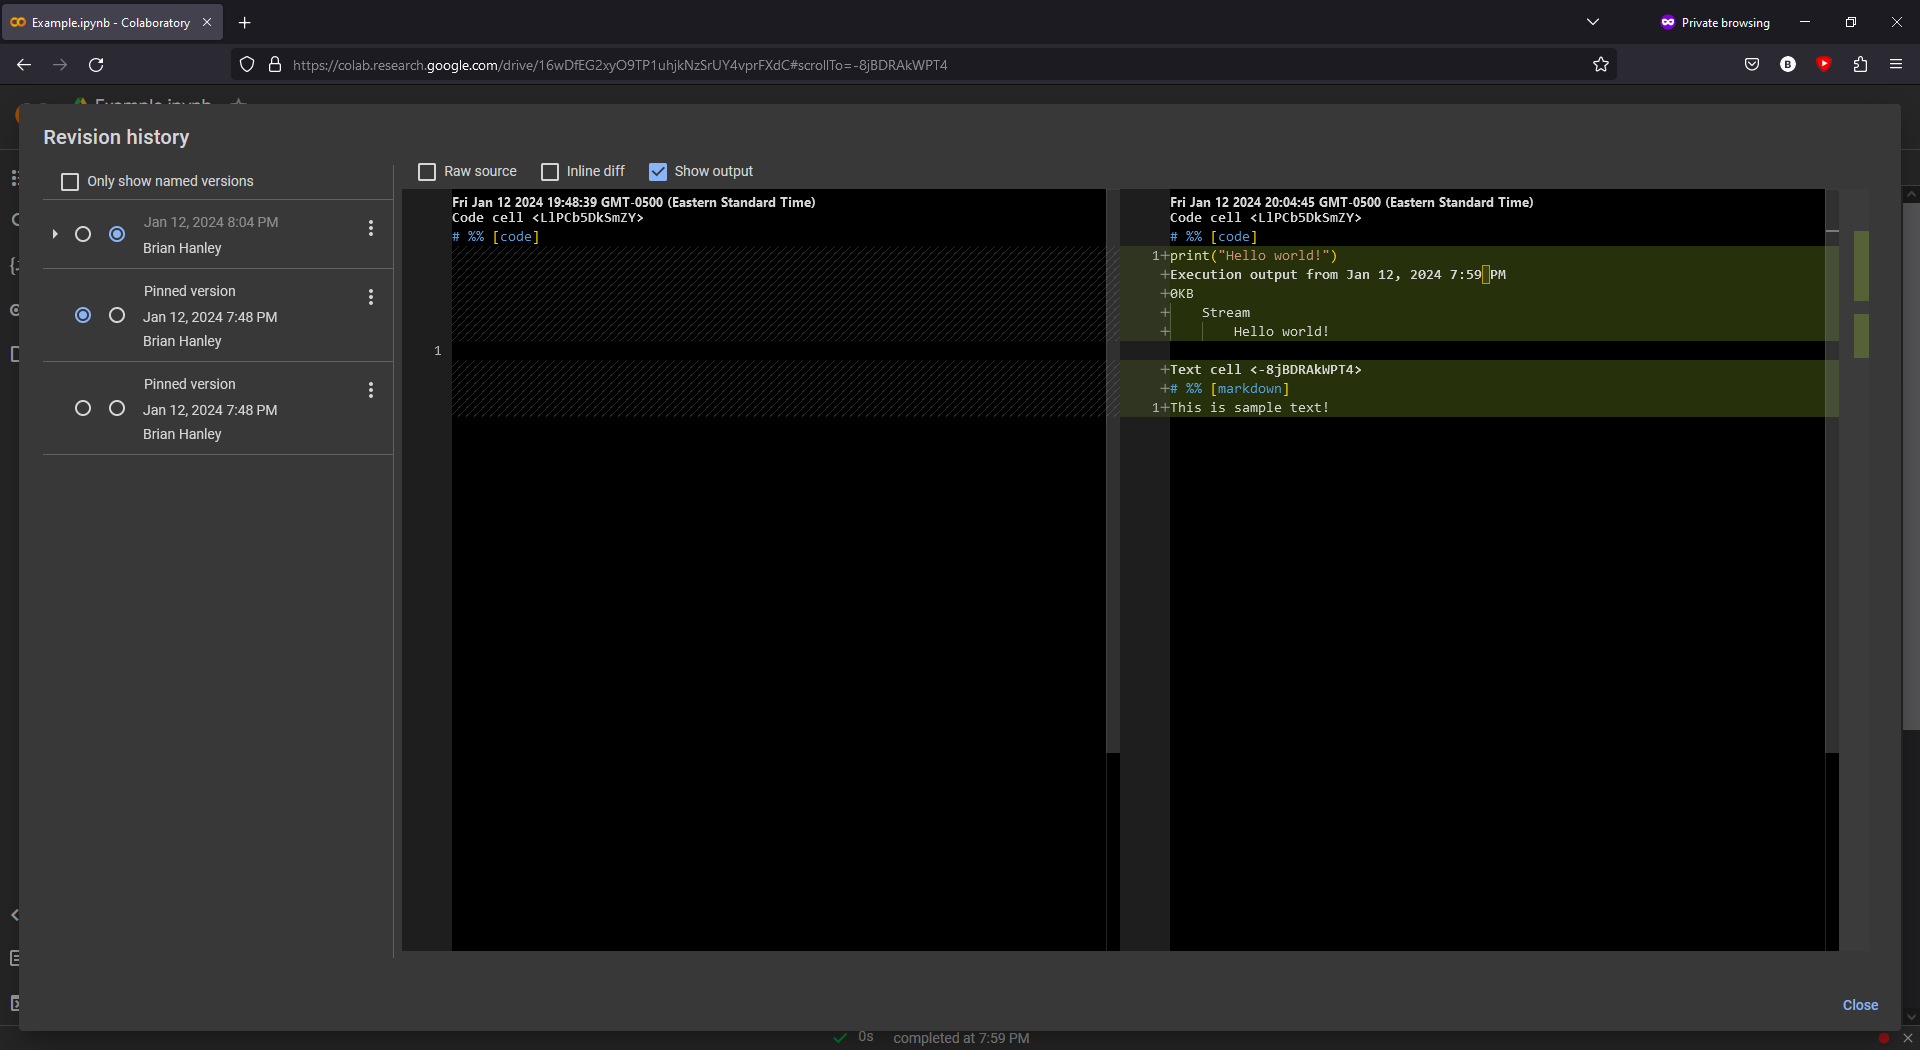 Example.ipynb - Colaboratory
Private browsing
https://colab.research.google.com/drive/16wDfEG2xyO9TP1uhjkNzSrUY4vprFXdC#scrollTo=-8jBDRAkWPT4
Example.ipynb
Revision history
Only show named versions
Jan 12, 2024 8:04 PM
Brian Hanley
Pinned version
Jan 12, 2024 7:48 PM
Brian Hanley
Pinned version
Jan 12, 2024 7:48 PM
Brian Hanley
Raw source
Inline diff
Show output
Fri Jan 12 2024 19:48:39 GMT-0500 (Eastern Standard Time)
Code cell <LlPCb5DkSmZY>
# %% [code]
1
Fri Jan 12 2024 20:04:45 GMT-0500 (Eastern Standard Time)
Code cell <LlPCb5DkSmZY>
# %% [code]
1+print("Hello world!")
+Execution output from Jan 12, 2024 7:59 PM
+0KB
+    Stream
+        Hello world!
+Text cell <-8jBDRAkWPT4>
+# %% [markdown]
1+This is sample text!
Close
0s completed at 7:59 PM